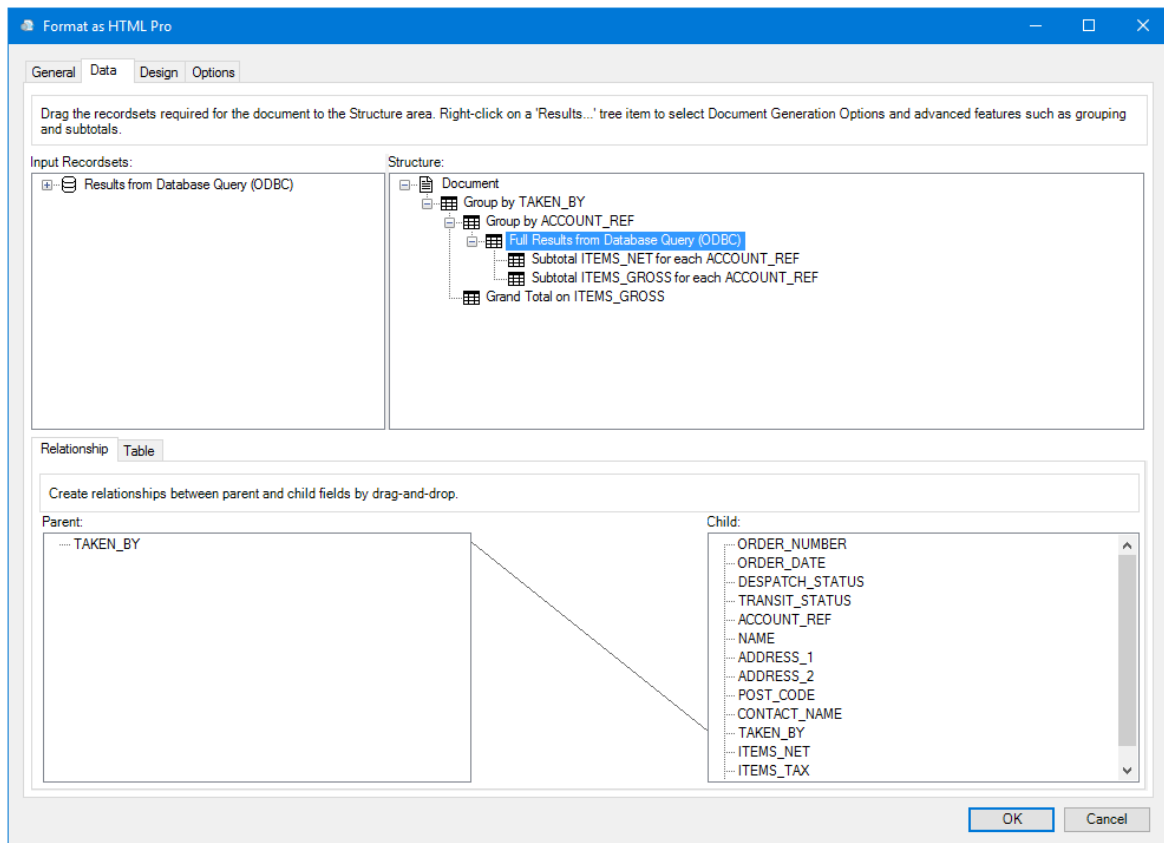 Format as HTML Pro
General Data Design Options
Drag the recordsets required for the document to the Structure area. Right-click on a 'Results...' tree item to select Document Generation Options and advanced features such as grouping
and subtotals.
Input Recordsets:
Results from Database Query (ODBC)
Structure:
Document
Group by TAKEN_BY
Group by ACCOUNT_REF
Full Results from Database Query (ODBC)
Subtotal ITEMS_NET for each ACCOUNT_REF
Subtotal ITEMS_GROSS for each ACCOUNT_REF
Grand Total on ITEMS_GROSS
Relationship Table
Create relationships between parent and child fields by drag-and-drop.
Parent:
TAKEN_BY
Child:
ORDER_NUMBER
ORDER_DATE
DESPATCH_STATUS
TRANSIT_STATUS
ACCOUNT_REF
NAME
ADDRESS_1
ADDRESS_2
POST_CODE
CONTACT_NAME
TAKEN_BY
ITEMS_NET
ITEMS_TAX
OK Cancel